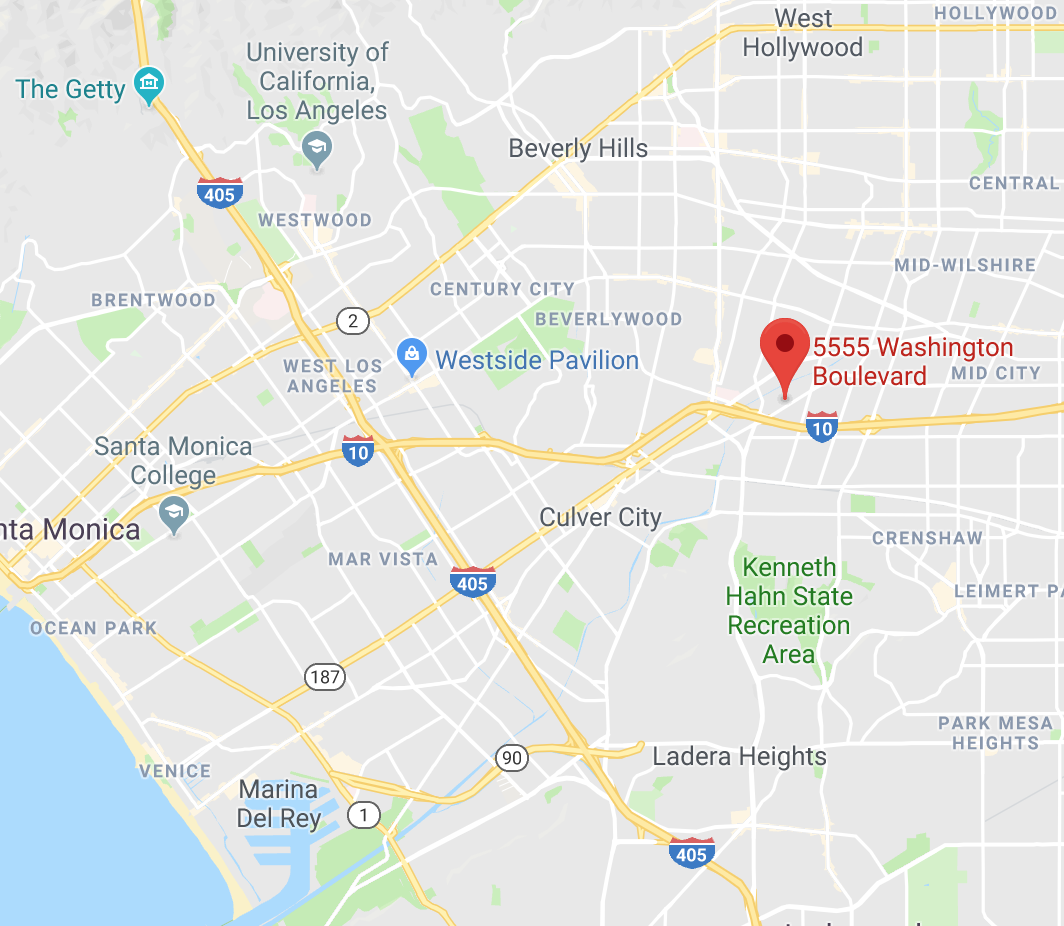 West
Hollywood
HOLLYWOOD
University of
California,
Los Angeles
The Getty
Beverly Hills
405
CENTRAL
WESTWOOD
MID-WILSHIRE
CENTURY CITY
BRENTWOOD
BEVERLYWOOD
2
5555 Washington
Boulevard
Westside Pavilion
MID CITY
WEST LOS
ANGELES
10
Santa Monica
College
10
Culver City
nta Monica
CRENSHAW
MAR VISTA
Kenneth
Hahn State
Recreation
Area
405
LEIMERT PA
OCEAN PARK
187
PARK MESA
HEIGHTS
90
Ladera Heights
VENICE
Marina
Del Rey
1
405